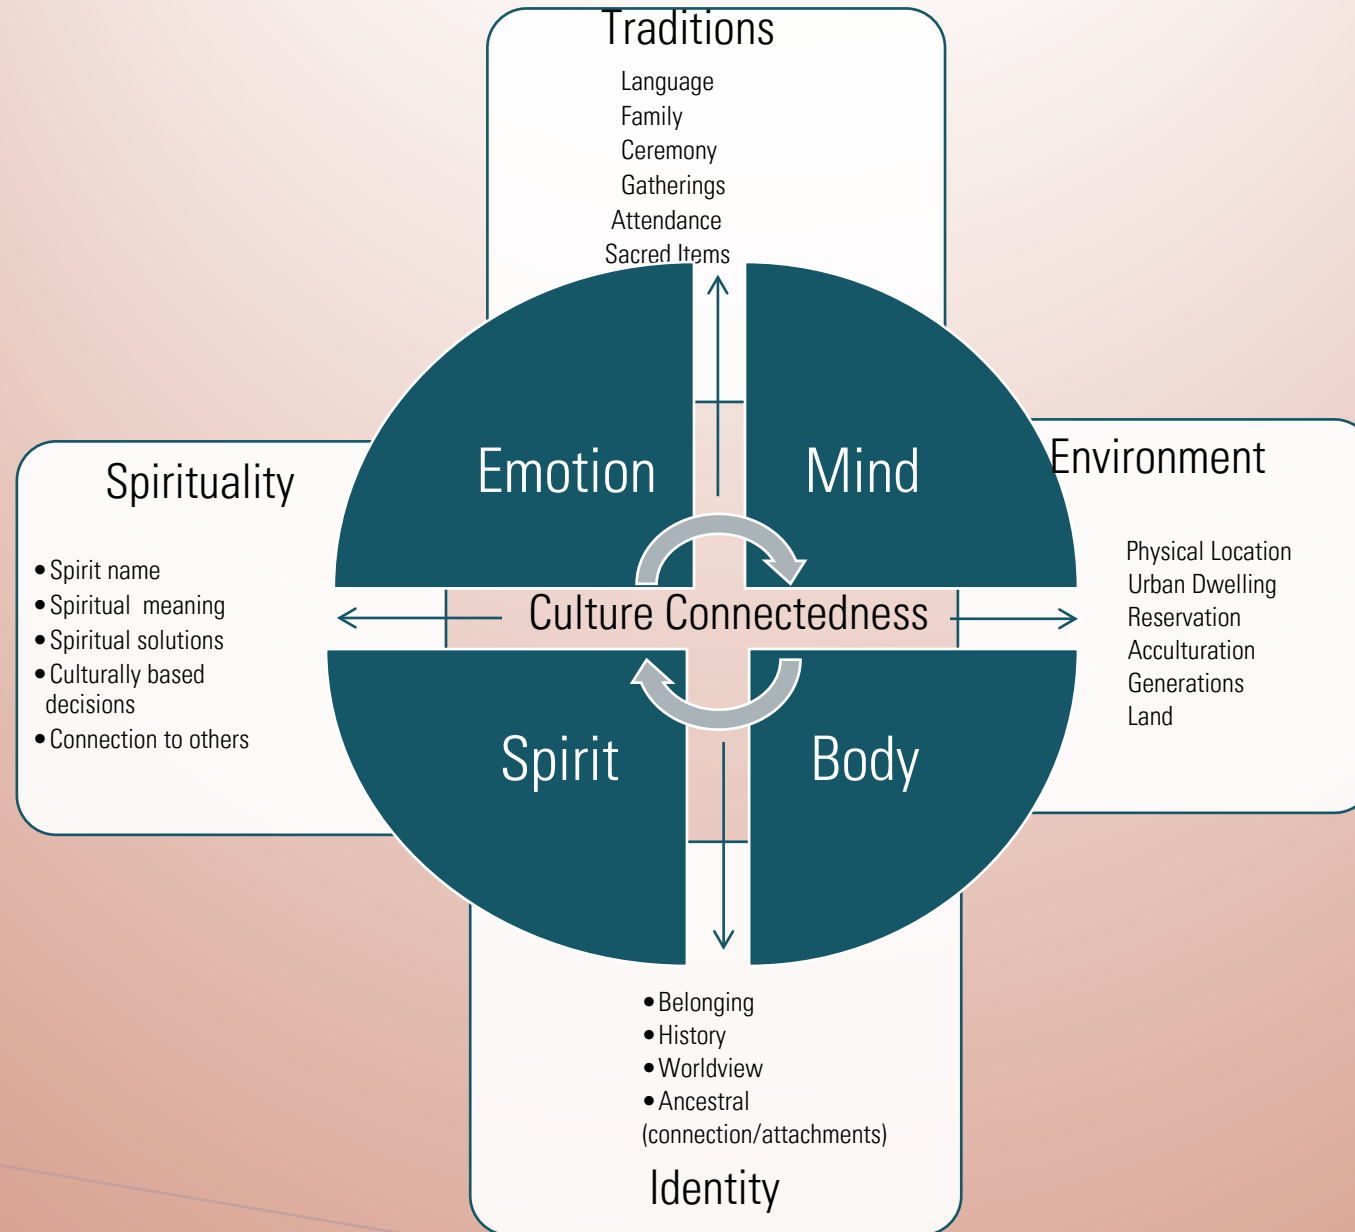 Traditions
Language
Family
Ceremony
Gatherings
Attendance
Sacred Items
Emotion
Mind
Spirituality
• Spirit name
• Spiritual meaning
• Spiritual solutions
• Culturally based
decisions
• Connection to others
Culture Connectedness
Environment
Physical Location
Urban Dwelling
Reservation
Acculturation
Generations
Land
Spirit
Body
• Belonging
• History
• Worldview
• Ancestral
(connection/attachments)
Identity